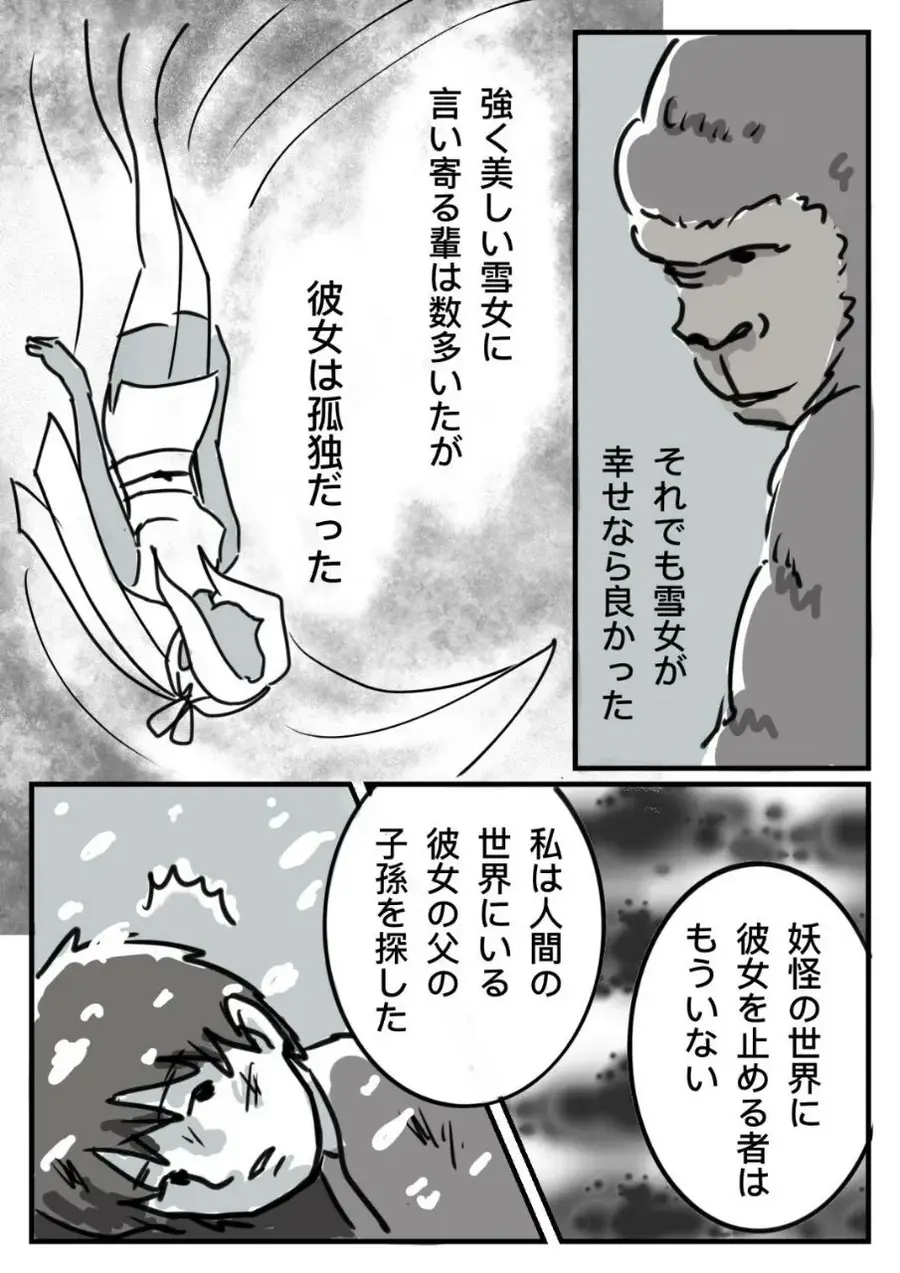 それでも雪女が
幸せなら良かった
強く美しい雪女に
言い寄る輩は数多いたが
彼女は孤独だった
妖怪の世界に
彼女を止める者は
もういない
私は人間の
世界にいる
彼女の父の
子孫を探した